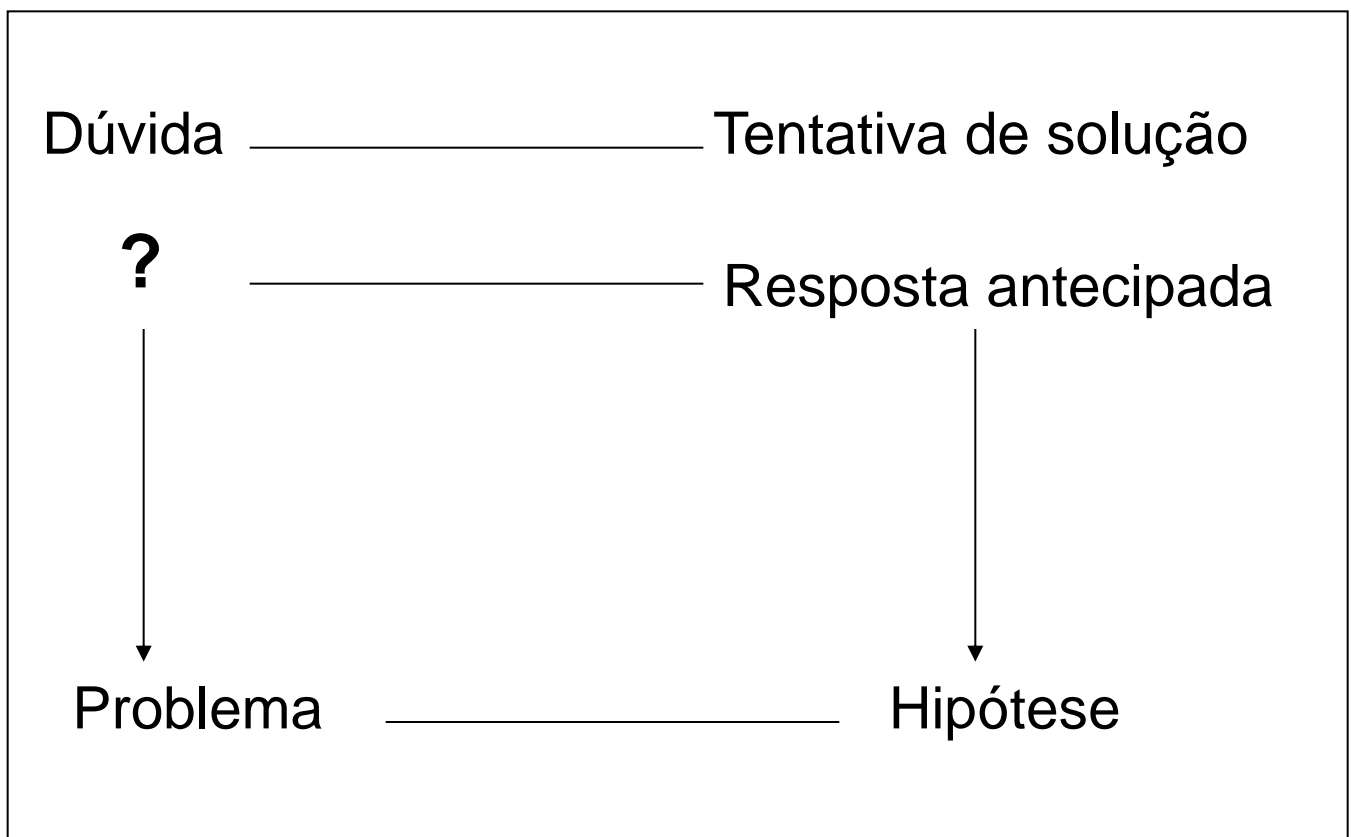 Dúvida Tentativa de solução
? Resposta antecipada
Problema Hipótese